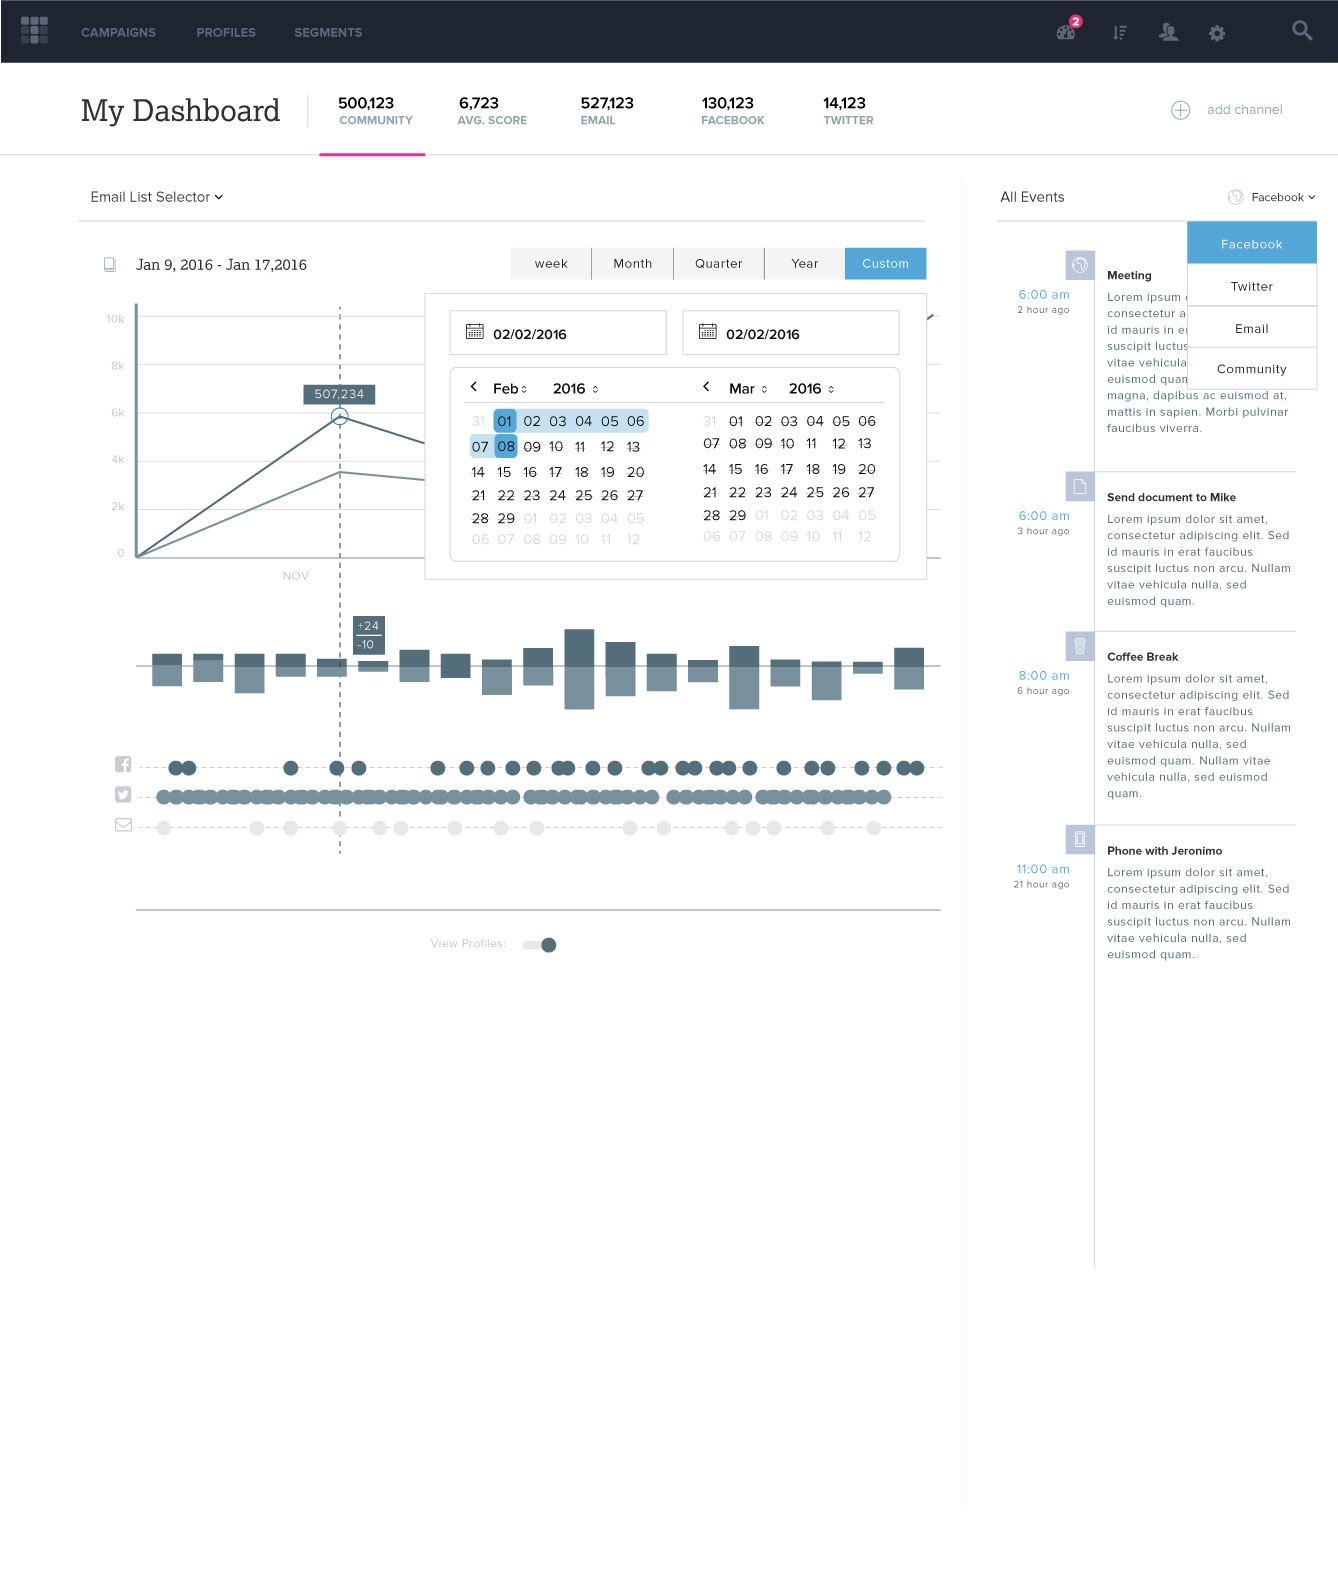 CAMPAIGNS PROFILES SEGMENTS 2
My Dashboard
500,123 6,723 527,123 130,123 14,123
COMMUNITY AVG. SCORE EMAIL FACEBOOK TWITTER
add channel
Email List Selector
Jan 9, 2016 - Jan 17,2016
week Month Quarter Year Custom
02/02/2016 02/02/2016
Feb 2016 Mar 2016
31 01 02 03 04 05 06
07 08 09 10 11 12 13
14 15 16 17 18 19 20
21 22 23 24 25 26 27
28 29 01 02 03 04 05
06 07 08 09 10 11 12
31 01 02 03 04 05 06
07 08 09 10 11 12 13
14 15 16 17 18 19 20
21 22 23 24 25 26 27
28 29 01 02 03 04 05
06 07 08 09 10 11 12
10k
8k
6k
4k
2k
0
507,234
NOV
+24
-10
View Profiles:
All Events Facebook
Facebook
Twitter
Email
Community
6:00 am
2 hour ago
Meeting
Lorem ipsum
consectetur a
id mauris in er
suscipit luctus
vitae vehicula
euismod quam
magna, dapibus ac euismod at,
mattis in sapien. Morbi pulvinar
faucibus viverra.
6:00 am
3 hour ago
Send document to Mike
Lorem ipsum dolor sit amet,
consectetur adipiscing elit. Sed
id mauris in erat faucibus
suscipit luctus non arcu. Nullam
vitae vehicula nulla, sed
euismod quam.
8:00 am
6 hour ago
Coffee Break
Lorem ipsum dolor sit amet,
consectetur adipiscing elit. Sed
id mauris in erat faucibus
suscipit luctus non arcu. Nullam
vitae vehicula nulla, sed
euismod quam. Nullam vitae
vehicula nulla, sed euismod
quam.
11:00 am
21 hour ago
Phone with Jeronimo
Lorem ipsum dolor sit amet,
consectetur adipiscing elit. Sed
id mauris in erat faucibus
suscipit luctus non arcu. Nullam
vitae vehicula nulla, sed
euismod quam.